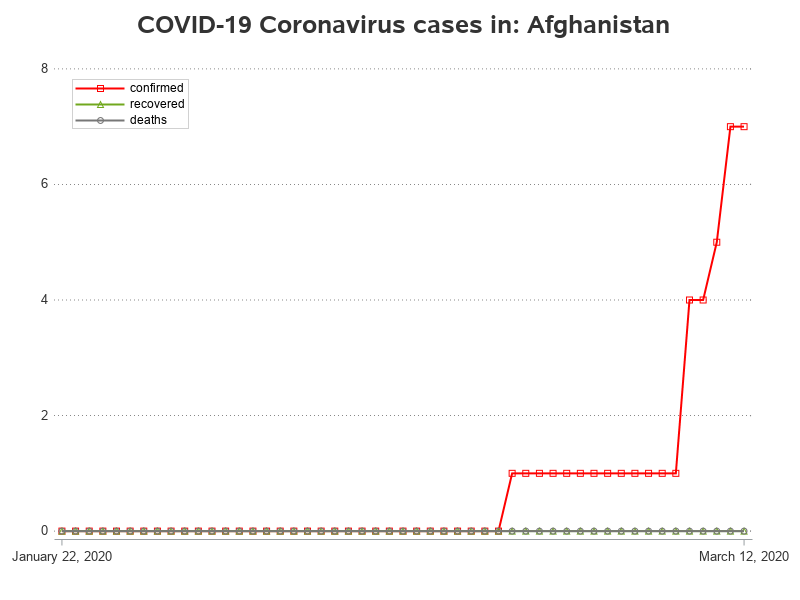 COVID-19 Coronavirus cases in: Afghanistan
8
confirmed
recovered
deaths
6
4
2
0
January 22, 2020
March 12, 2020